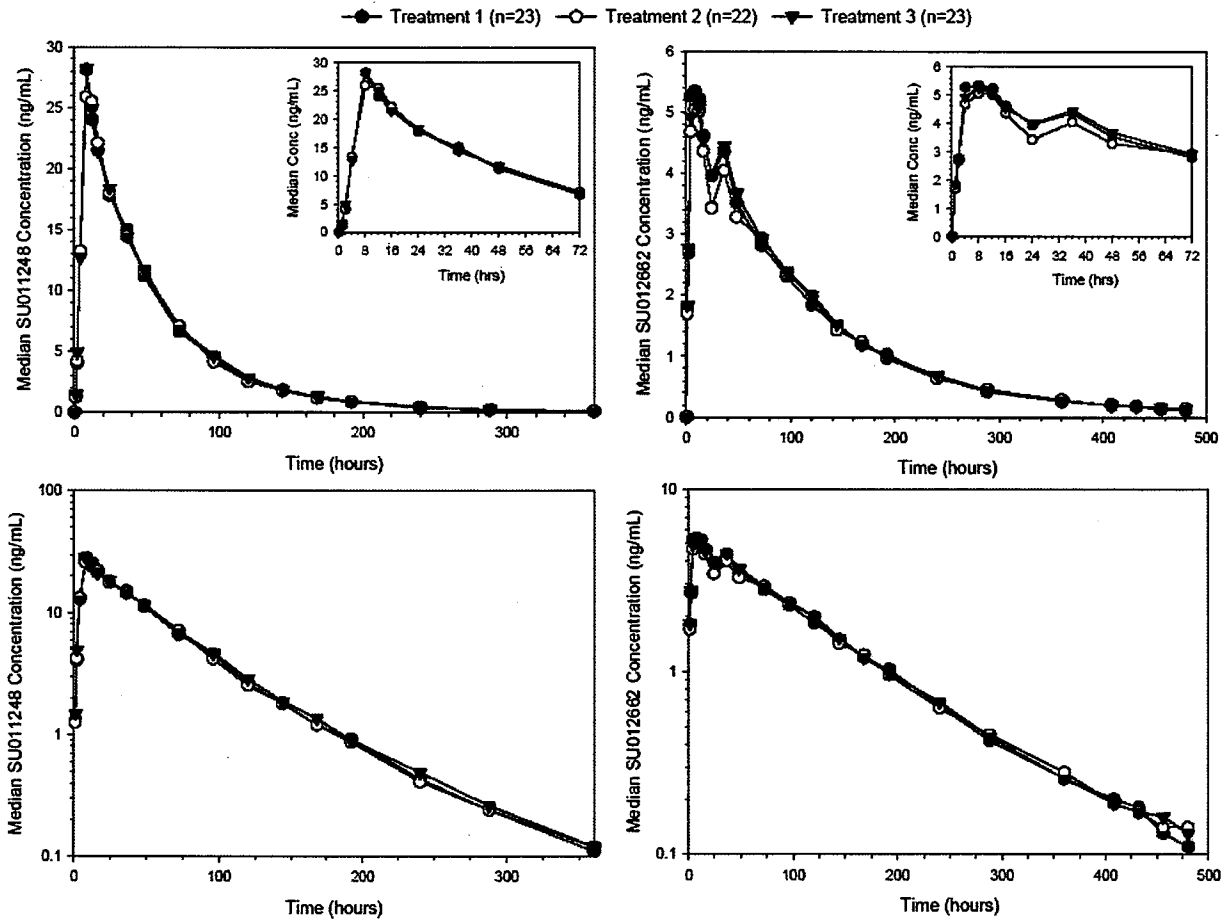 Treatment 1 (n=23) Treatment 2 (n=22) Treatment 3 (n=23)
Median SU011248 Concentration (ng/mL)
30
25
20
15
10
5
0
0 100 200 300
Time (hours)
Median Conc (ng/mL)
30
25
20
15
10
5
0
0 8 16 24 32 40 48 56 64 72
Time (hrs)
Median SU012662 Concentration (ng/mL)
6
5
4
3
2
1
0
0 100 200 300 400 500
Time (hours)
Median Conc (ng/mL)
6
5
4
3
2
1
0
0 8 16 24 32 40 48 56 64 72
Time (hrs)
Median SU011248 Concentration (ng/mL)
100
10
1
0.1
0 100 200 300
Time (hours)
Median SU012662 Concentration (ng/mL)
10
1
0.1
0 100 200 300 400 500
Time (hours)